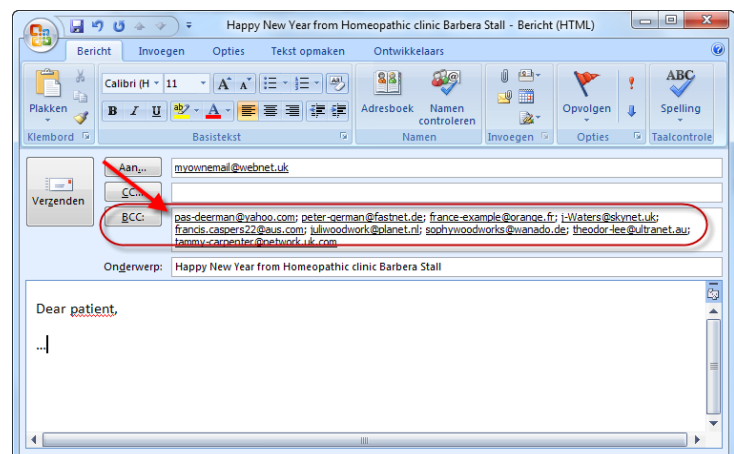 Happy New Year from Homeopathic clinic Barbera Stall - Bericht (HTML)
Bericht Invoegen Opties Tekst opmaken Ontwikkelaars
Plakken
Klembord
Calibri (H 11
B I U
Basistekst
Adresboek Namen controleren
Namen
Invoegen
Opvolgen
Opties
ABC
Spelling
Taalcontrole
Verzenden
Aan... myownemail@webnet.uk
CC...
BCC: pas-deerman@yahoo.com; peter-qerman@fastnet.de; france-example@orange.fr; j-Waters@skynet.uk;
francis.caspers22@aus.com; juliwoodwork@planet.nl; sophywoodworks@wanado.de; theodor-lee@ultranet.au;
tammy-carpenter@network.uk.com
Onderwerp: Happy New Year from Homeopathic clinic Barbera Stall
Dear patient,
...